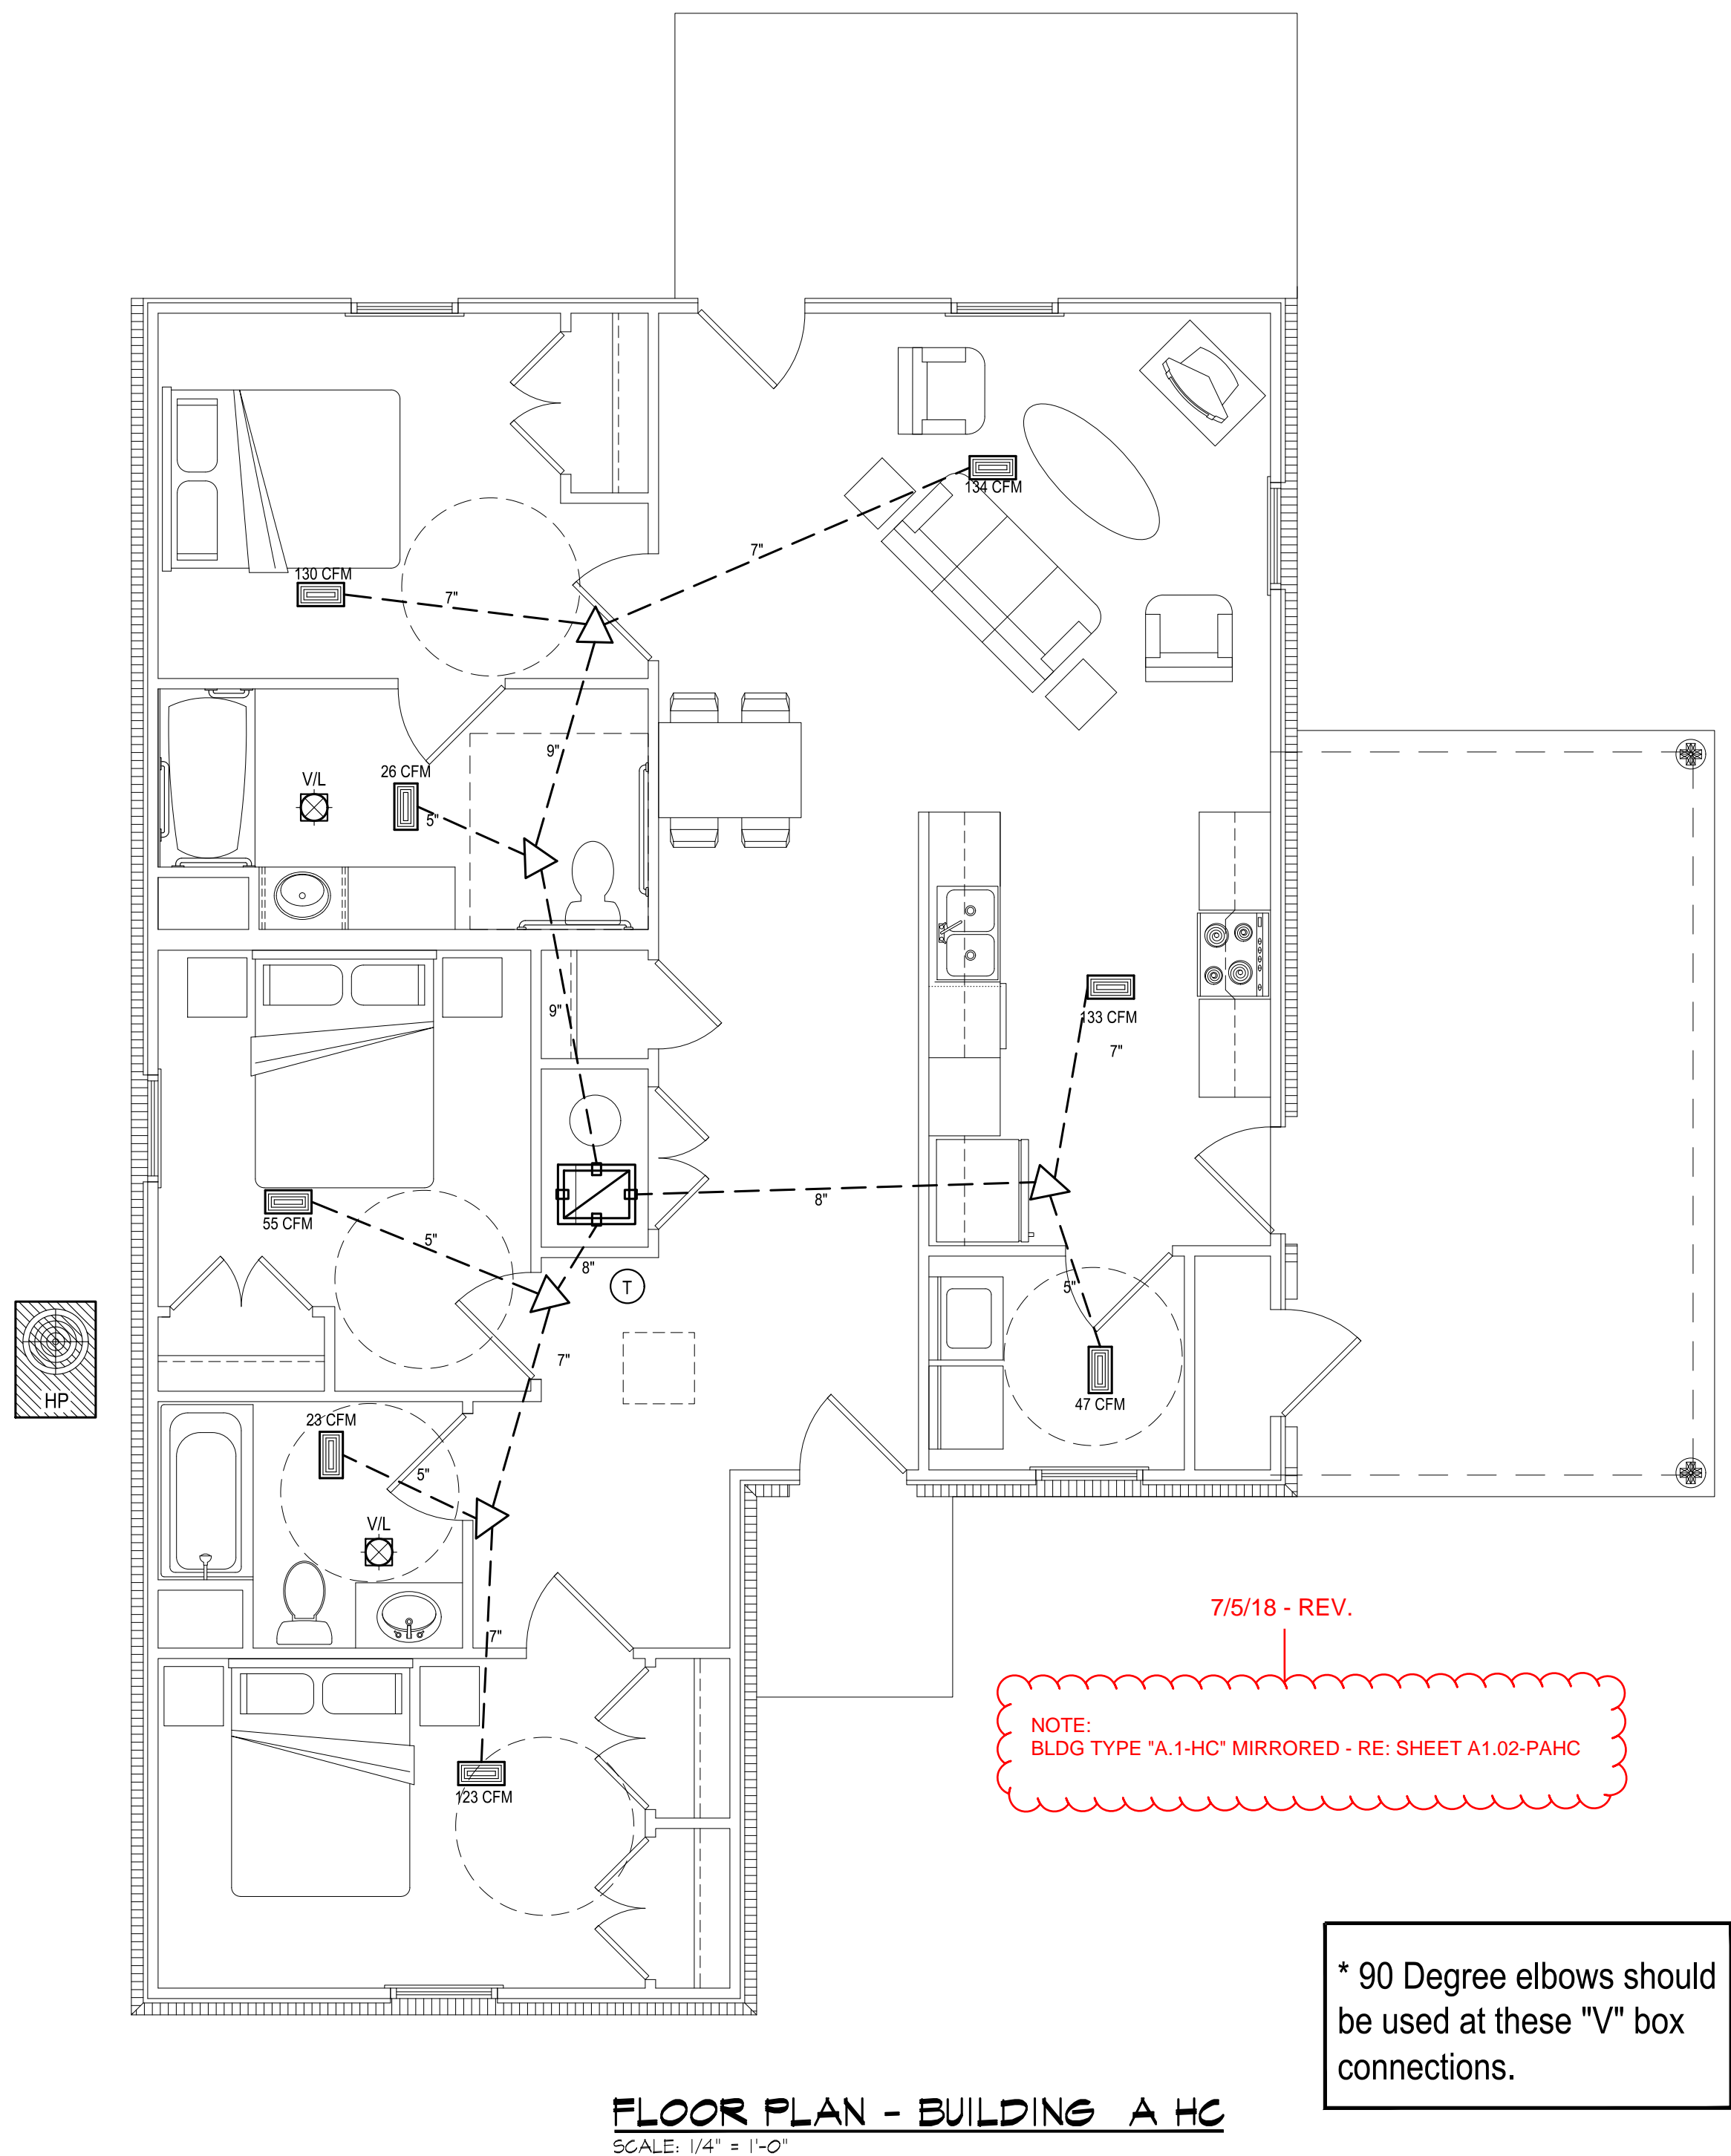 134 CFM
7"
130 CFM
7"
9"
26 CFM
V/L
5"
9"
133 CFM
7"
8"
55 CFM
5"
8"
T
5"
HP
7"
47 CFM
23 CFM
5"
V/L
7"
123 CFM
7/5/18 - REV.
NOTE:
BLDG TYPE "A.1-HC" MIRRORED - RE: SHEET A1.02-PAHC
* 90 Degree elbows should
be used at these "V" box
connections.
FLOOR PLAN - BUILDING A HC
SCALE: 1/4" = 1'-0"